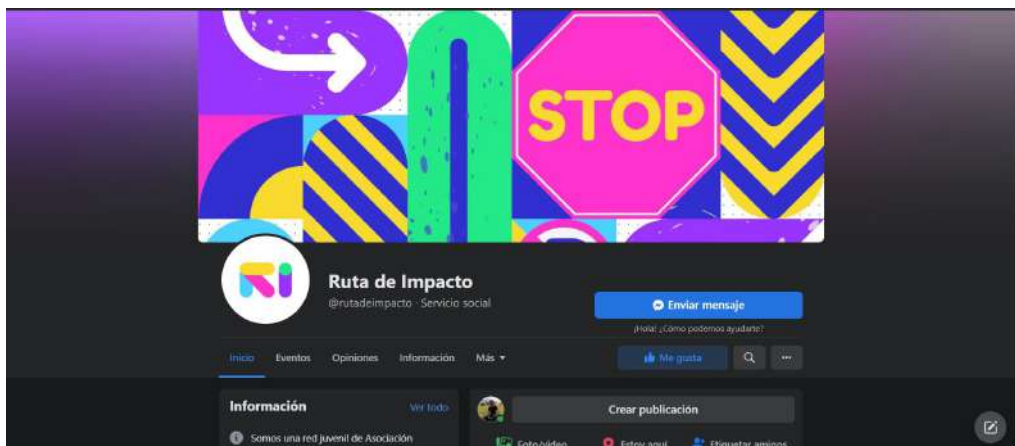 STOP
RI
Ruta de Impacto
@rutadeimpacto · Servicio social
Enviar mensaje
¡Hola! ¿Cómo podemos ayudarte?
Inicio Eventos Opiniones Información Más
Me gusta
Información Ver todo
Crear publicación
Somos una red juvenil de Asociación
Foto/video Estoy aquí Etiquetar amigos